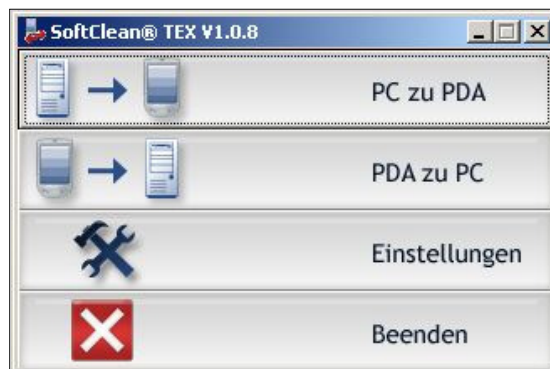 SoftClean® TEX V1.0.8
PC zu PDA
PDA zu PC
Einstellungen
Beenden